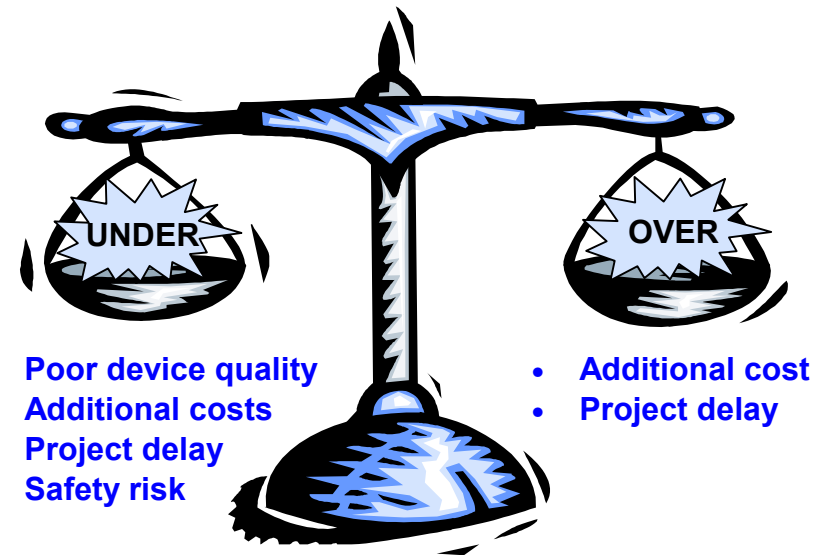 UNDER
OVER
Poor device quality
Additional costs
Project delay
Safety risk
• Additional cost
• Project delay